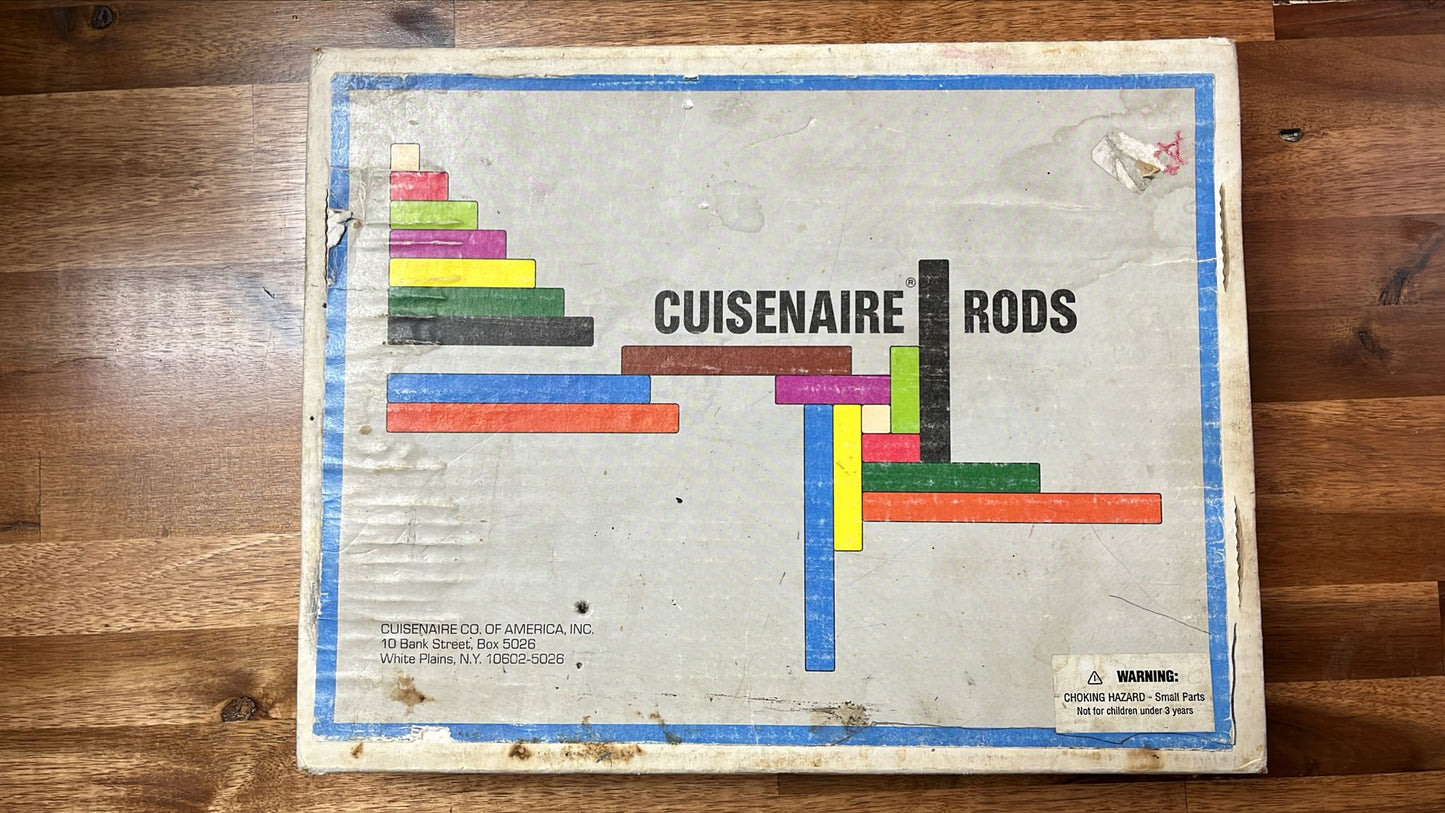 CUISENAIRE® RODS
CUISENAIRE CO. OF AMERICA, INC.
10 Bank Street, Box 5026
White Plains, N.Y. 10602-5026
⚠ WARNING:
CHOKING HAZARD - Small Parts
Not for children under 3 years